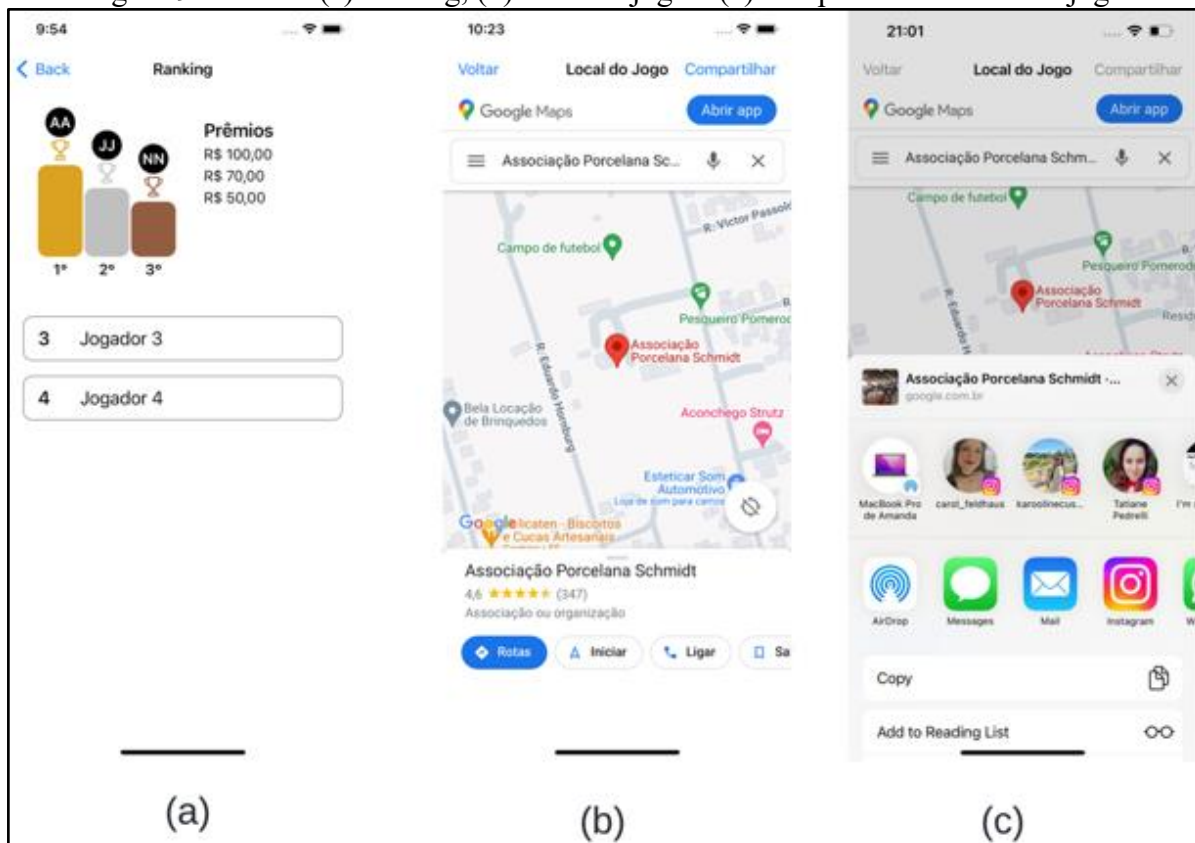 9:54
Back Ranking
AA
JJ
NN
Prêmios
R$ 100,00
R$ 70,00
R$ 50,00
1º 2º 3º
3 Jogador 3
4 Jogador 4
(a)
10:23
Voltar Local do Jogo Compartilhar
Google Maps Abrir app
Associação Porcelana Sc...
R. Victor Passold
Campo de futebol
Pesqueiro Pomerod
Associação
Porcelana Schmidt
R. Eduardo Hornburg
Bela Locação
de Brinquedos
Aconchego Strutz
Esteticar Som
Automotivo
Loja de som para carros
Google
Biscoitos
e Cucas Artesanais
Associação Porcelana Schmidt
4,6 (347)
Associação ou organização
Rotas Iniciar Ligar Sa
(b)
21:01
Voltar Local do Jogo Compartilhar
Google Maps Abrir app
Associação Porcelana Schm...
Campo de futebol
Pesqueiro Pomerod
Associação
Porcelana Schmidt
R. Eduardo H
Resid
Associação Porcelana Schmidt -...
google.com.br
MacBook Pro
de Amanda
carol_feldhaus
karoolinecus...
Tatiane
Pedrelli
I'm
AirDrop Messages Mail Instagram W
Copy
Add to Reading List
(c)